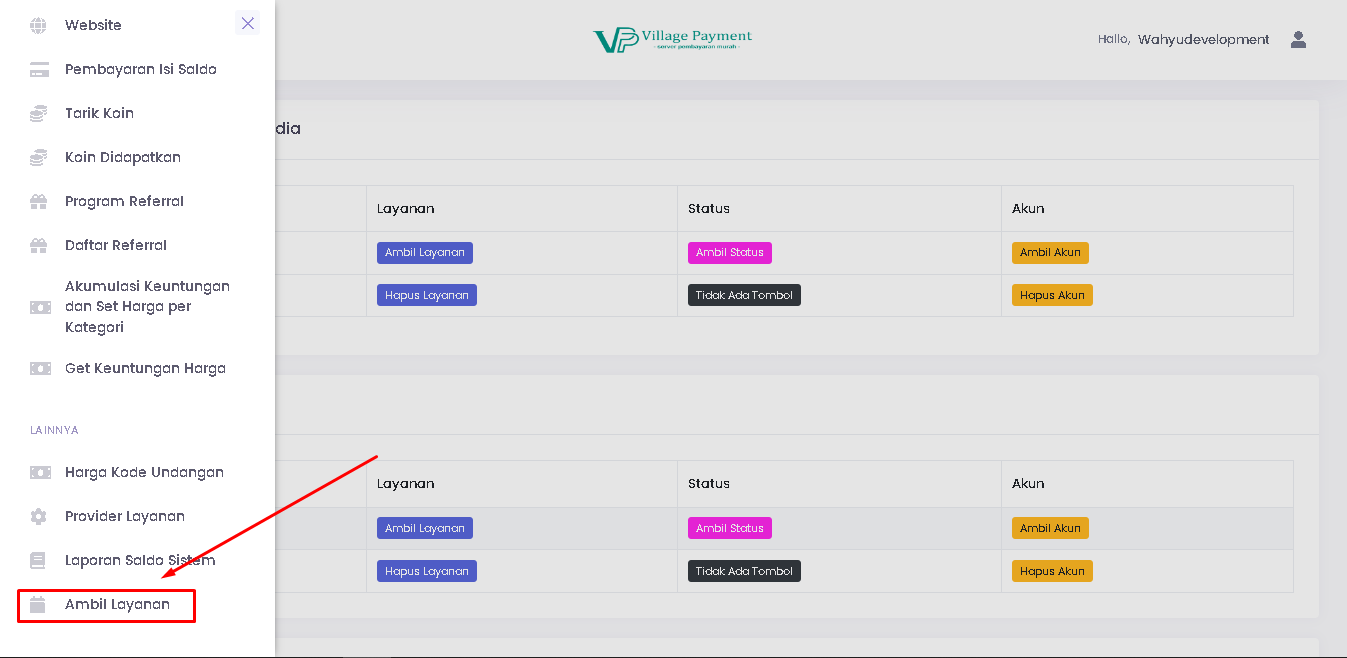 Website
Pembayaran Isi Saldo
Tarik Koin
Koin Didapatkan
Program Referral
Daftar Referral
Akumulasi Keuntungan
dan Set Harga per
Kategori
Get Keuntungan Harga
LAINNYA
Harga Kode Undangan
Provider Layanan
Laporan Saldo Sistem
Ambil Layanan
VP Village Payment
- server pembayaran murah -
Hallo, Wahyudevelopment
dia
Layanan Status Akun
Ambil Layanan Ambil Status Ambil Akun
Hapus Layanan Tidak Ada Tombol Hapus Akun
Layanan Status Akun
Ambil Layanan Ambil Status Ambil Akun
Hapus Layanan Tidak Ada Tombol Hapus Akun